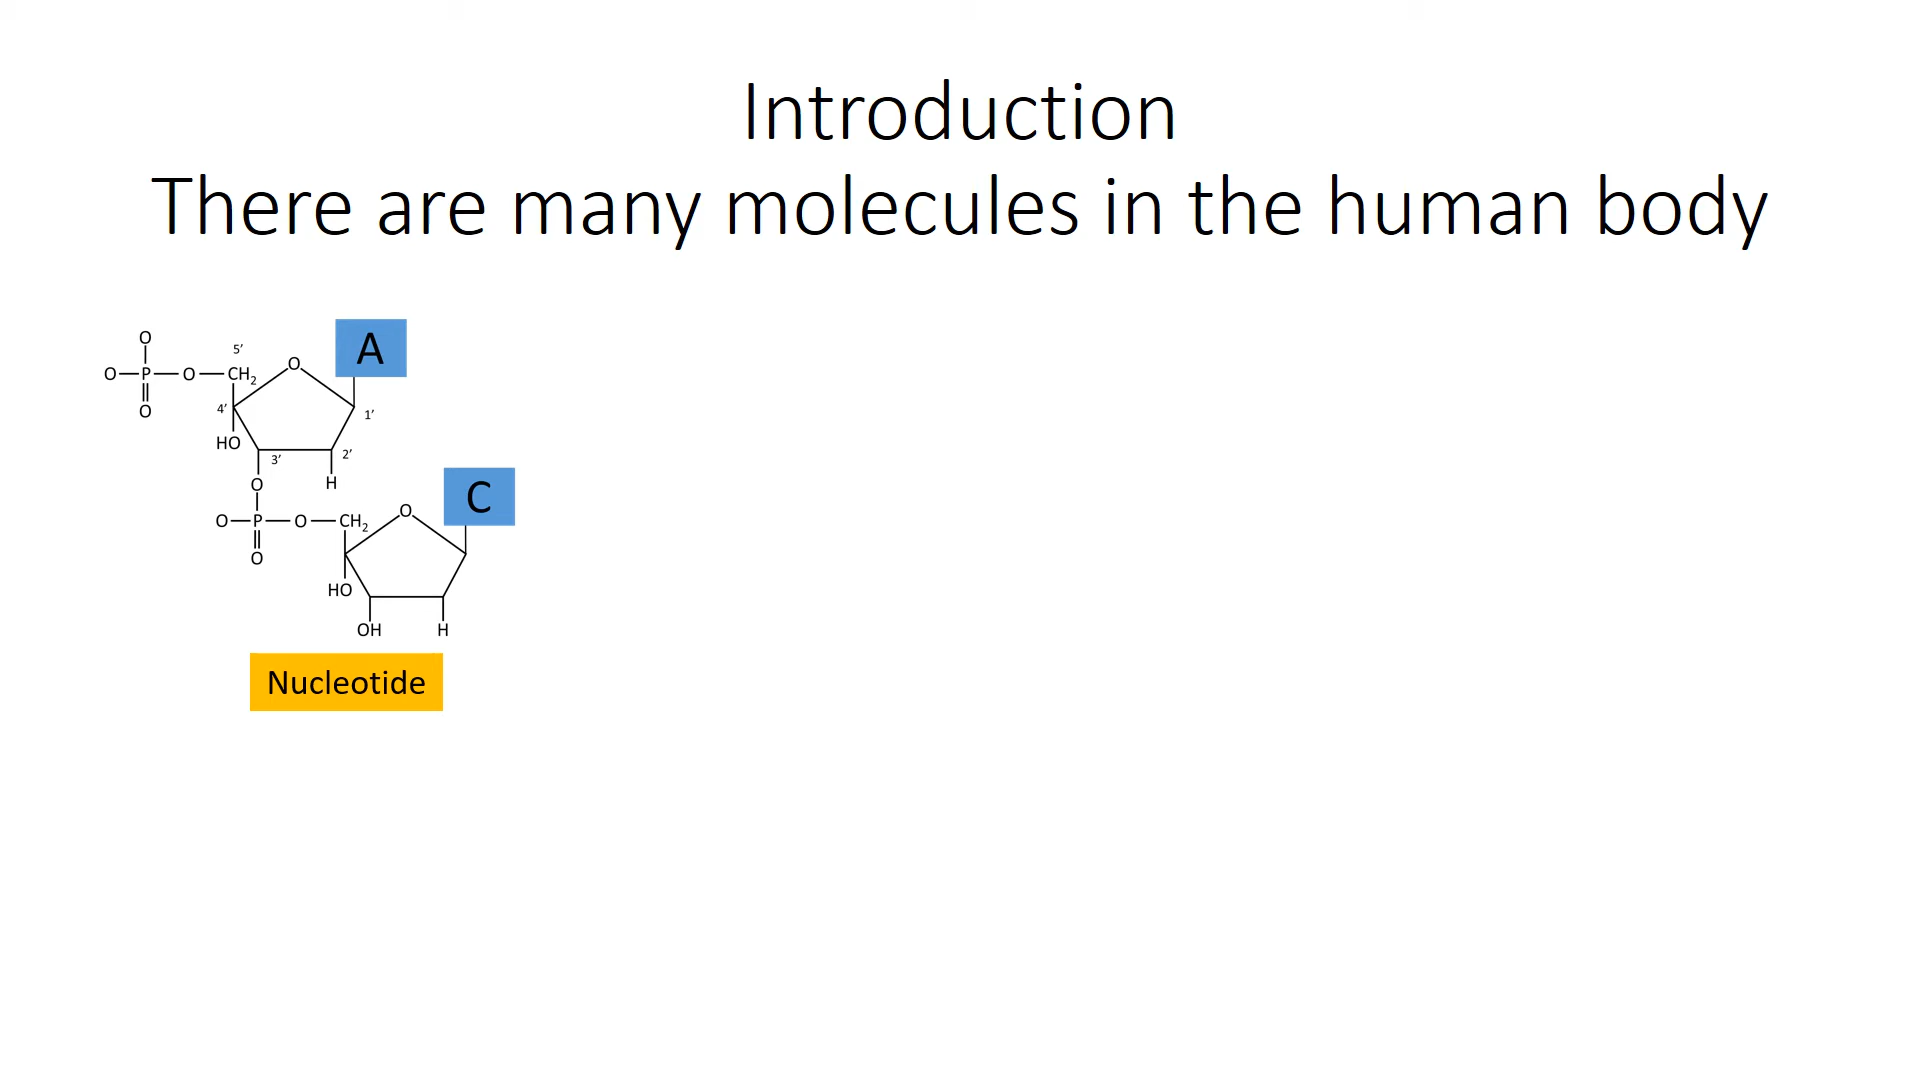 Introduction
There are many molecules in the human body
O
5′
A
O
O P O CH₂
4′
1′
O
HO
3′
2′
O
H
C
O
O P O CH₂
O
HO
OH
H
Nucleotide